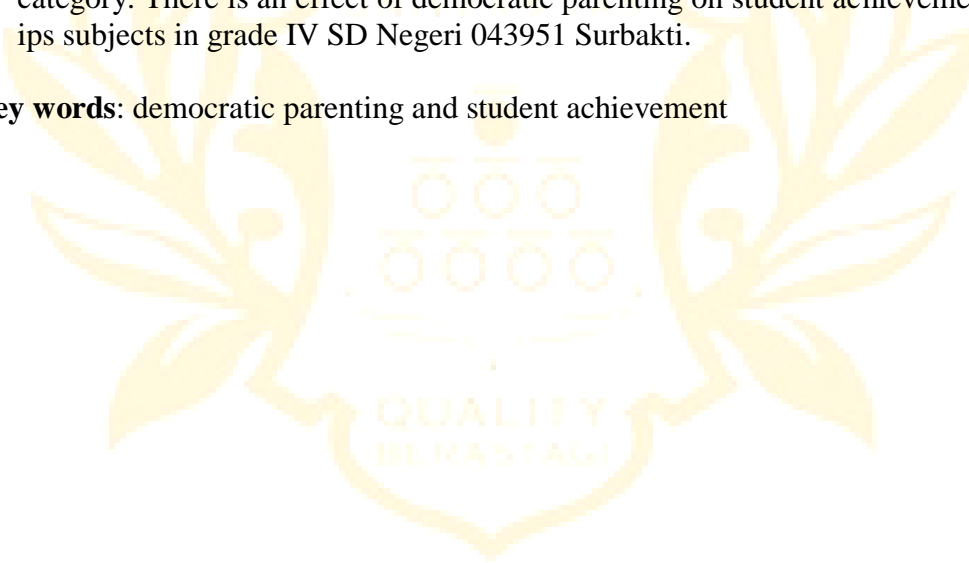 category. There is an effect of democratic parenting on student achieveme
ips subjects in grade IV SD Negeri 043951 Surbakti.
ey words: democratic parenting and student achievement
QUALITY
BERASTAGI